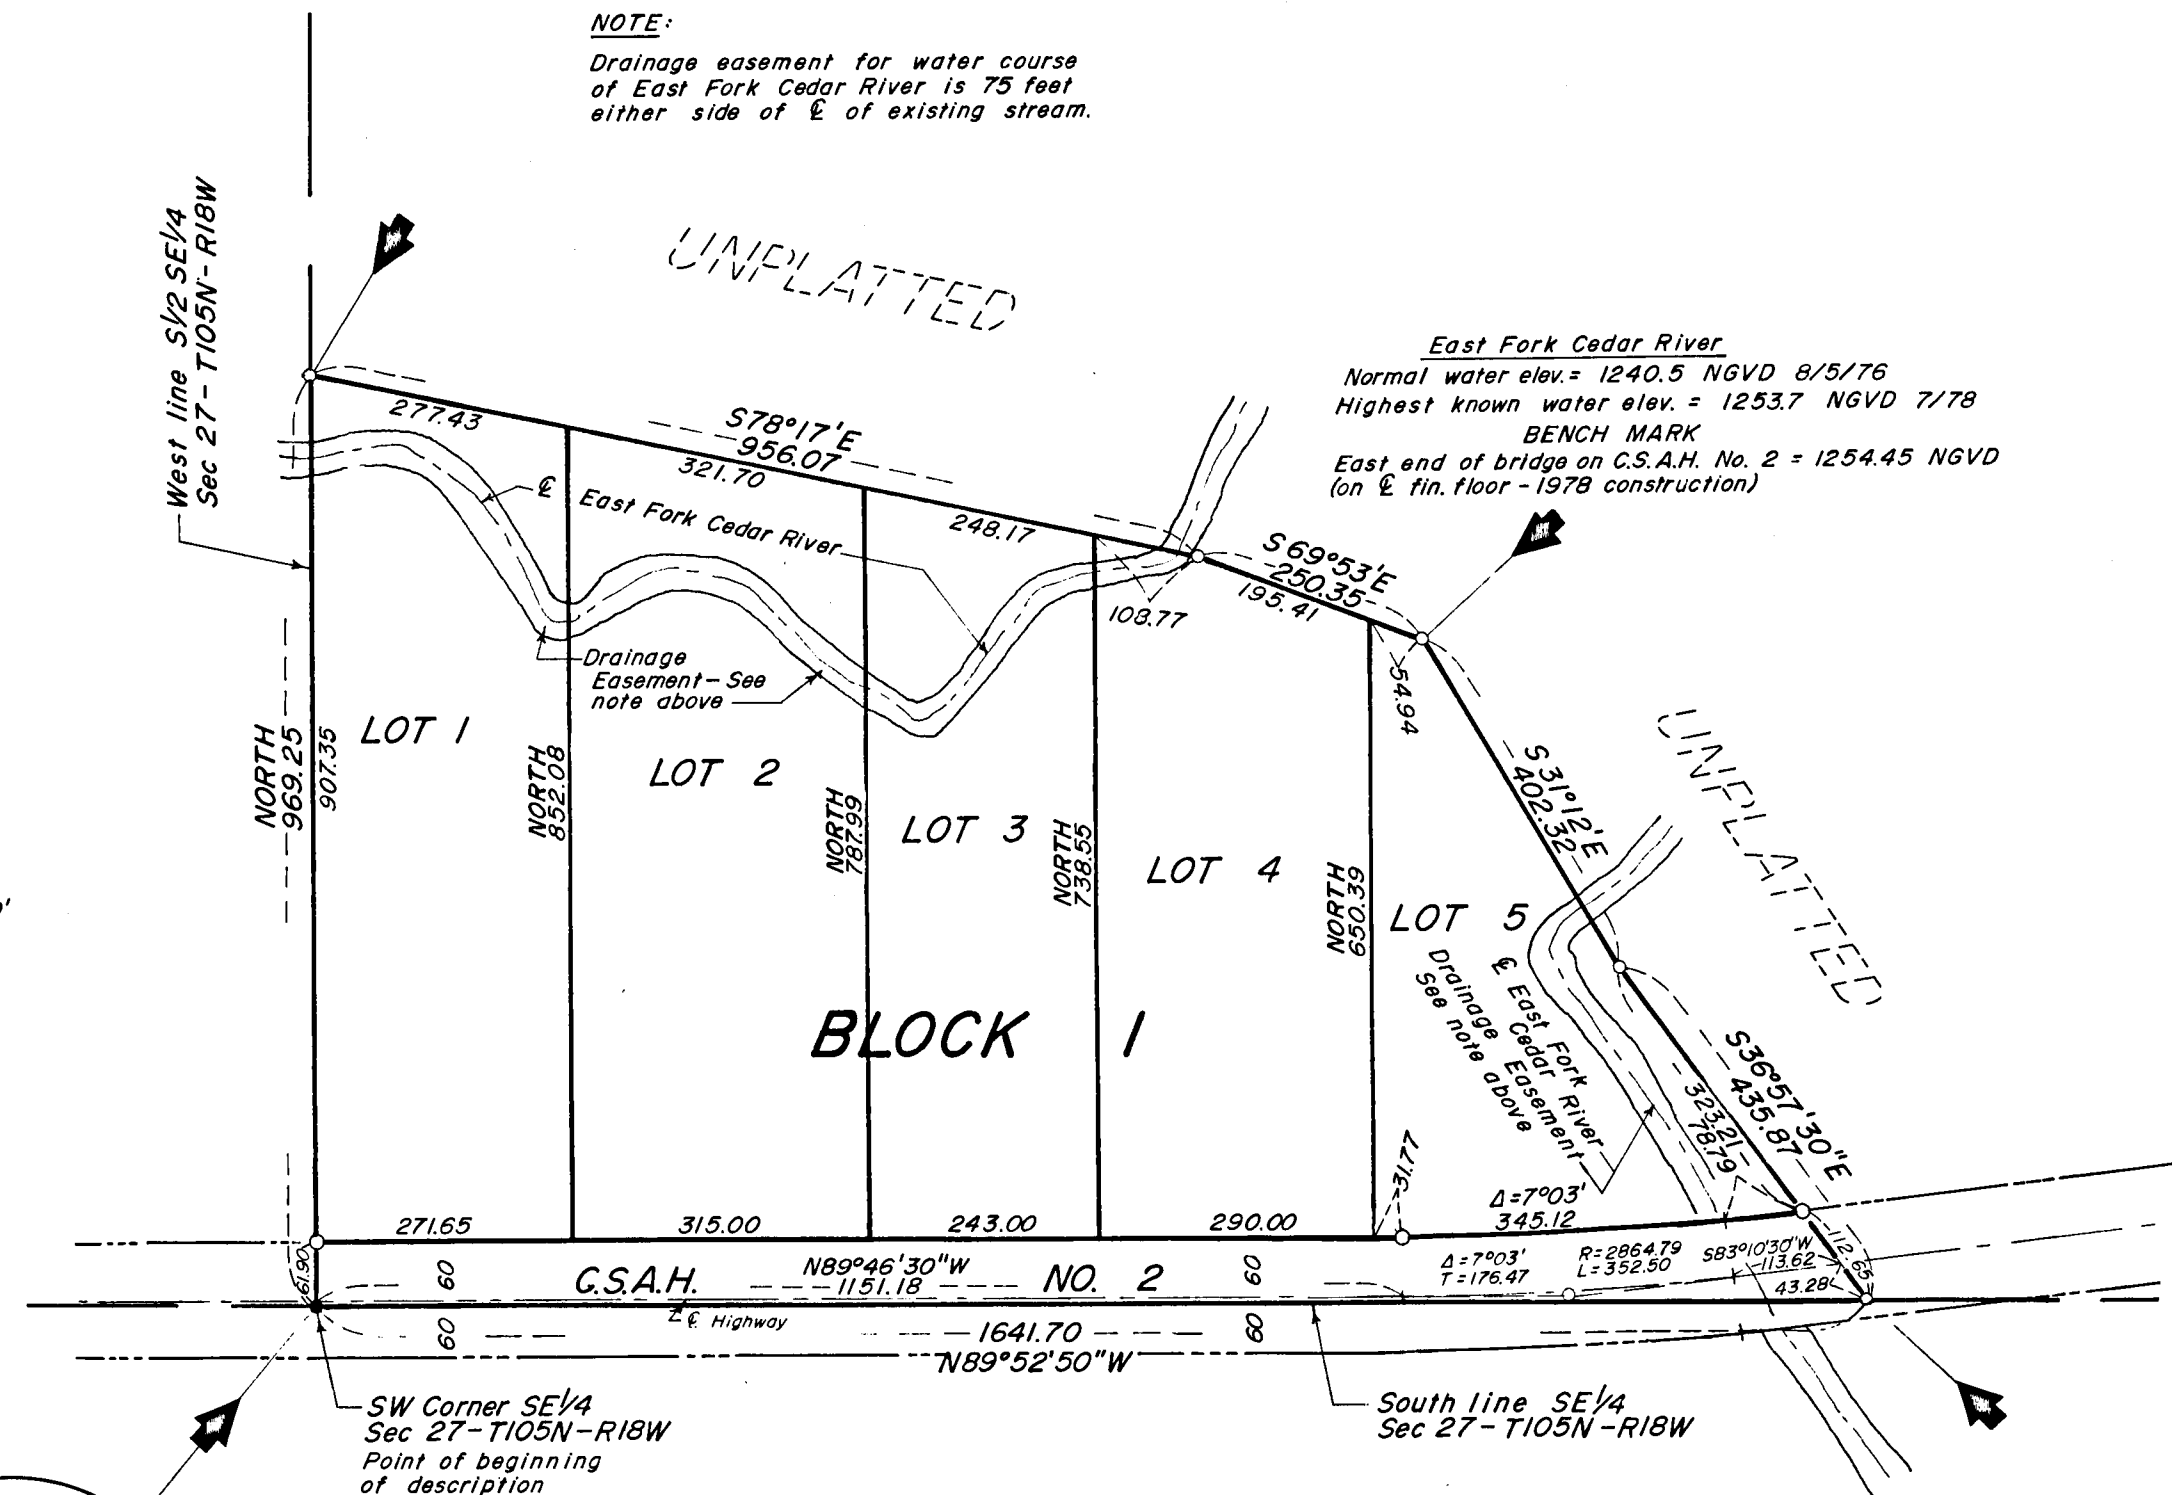 NOTE:
Drainage easement for water course
of East Fork Cedar River is 75 feet
either side of ℄ of existing stream.
UNPLATTED
West line S1/2 SE1/4
Sec 27-T105N-R18W
East Fork Cedar River
Normal water elev.= 1240.5 NGVD 8/5/76
Highest known water elev. = 1253.7 NGVD 7/78
BENCH MARK
East end of bridge on C.S.A.H. No. 2 = 1254.45 NGVD
(on ℄ fin. floor - 1978 construction)
277.43
S78°17'E
956.07
321.70
248.17
108.77
S69°53'E
250.35
195.41
54.94
℄ East Fork Cedar River
Drainage
Easement-See
note above
NORTH
969.25
907.35
LOT 1
NORTH
852.08
LOT 2
NORTH
787.99
LOT 3
NORTH
738.55
LOT 4
NORTH
650.39
LOT 5
S31°12'E
402.32
UNPLATTED
BLOCK 1
℄ East Fork
Cedar River
Drainage Easement
See note above
S36°57'30"E
435.87
323.21
78.79
112.65
31.77
271.65
315.00
243.00
290.00
Δ=7°03'
345.12
61.90
60
C.S.A.H. NO. 2
N89°46'30"W
1151.18
60
Δ=7°03'
T=176.47
R=2864.79
L=352.50
S83°10'30"W
113.62
43.28
℄ Highway
60
1641.70
60
N89°52'50"W
SW Corner SE1/4
Sec 27-T105N-R18W
Point of beginning
of description
South line SE1/4
Sec 27-T105N-R18W